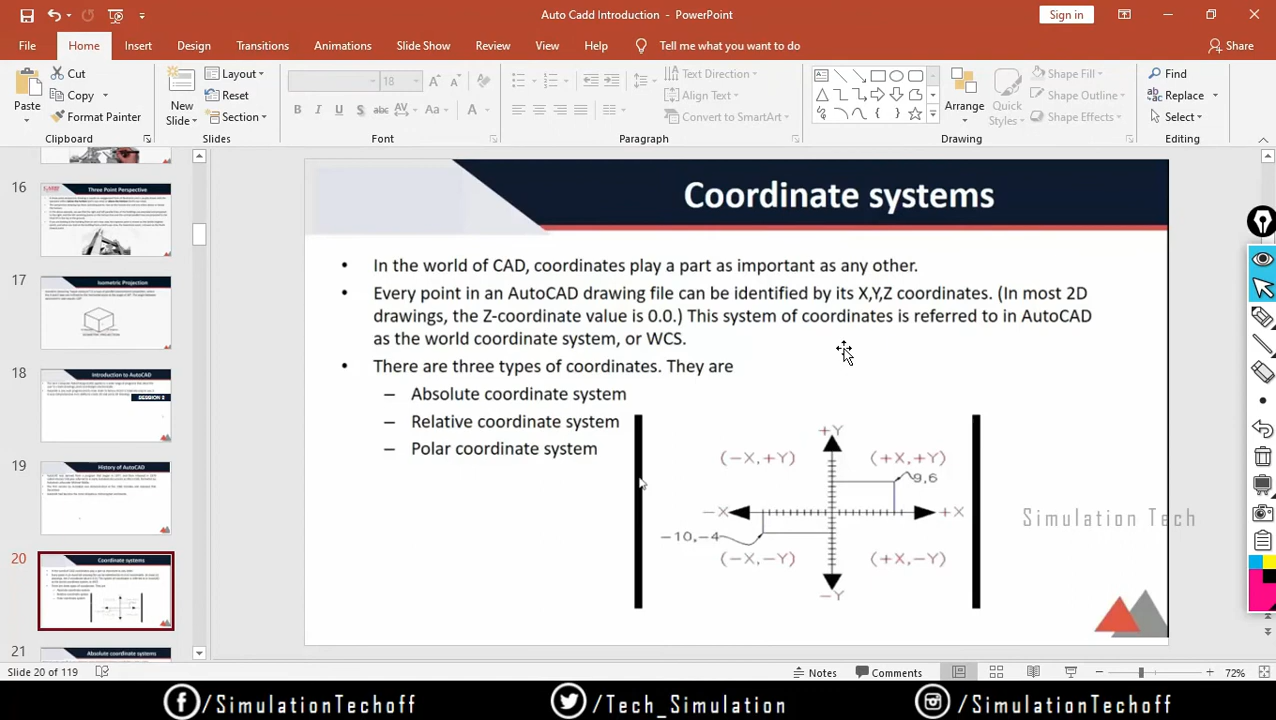 Auto Cadd Introduction - PowerPoint
Sign in
File Home Insert Design Transitions Animations Slide Show Review View Help Tell me what you want to do Share
Paste
Cut
Copy
Format Painter
Clipboard
New Slide
Layout
Reset
Section
Slides
18
B I U S abc AV Aa A
Font
Text Direction
Align Text
Convert to SmartArt
Paragraph
Arrange
Quick Styles
Shape Fill
Shape Outline
Shape Effects
Drawing
Find
Replace
Select
Editing
16
Three Point Perspective
17
Isometric Projection
18
Introduction to AutoCAD
SESSION 2
19
History of AutoCAD
20
Coordinate systems
21
Absolute coordinate systems
Coordinate systems
• In the world of CAD, coordinates play a part as important as any other.
• Every point in an AutoCAD drawing file can be identified by its X,Y,Z coordinates. (In most 2D
drawings, the Z-coordinate value is 0.0.) This system of coordinates is referred to in AutoCAD
as the world coordinate system, or WCS.
• There are three types of coordinates. They are
– Absolute coordinate system
– Relative coordinate system
– Polar coordinate system
+Y
(−X,+Y) (+X,+Y)
9,6
−X +X
−10,−4
(−X,−Y) (+X,−Y)
−Y
Simulation Tech
Slide 20 of 119 Notes Comments 72%
/SimulationTechoff /Tech_Simulation /SimulationTechoff